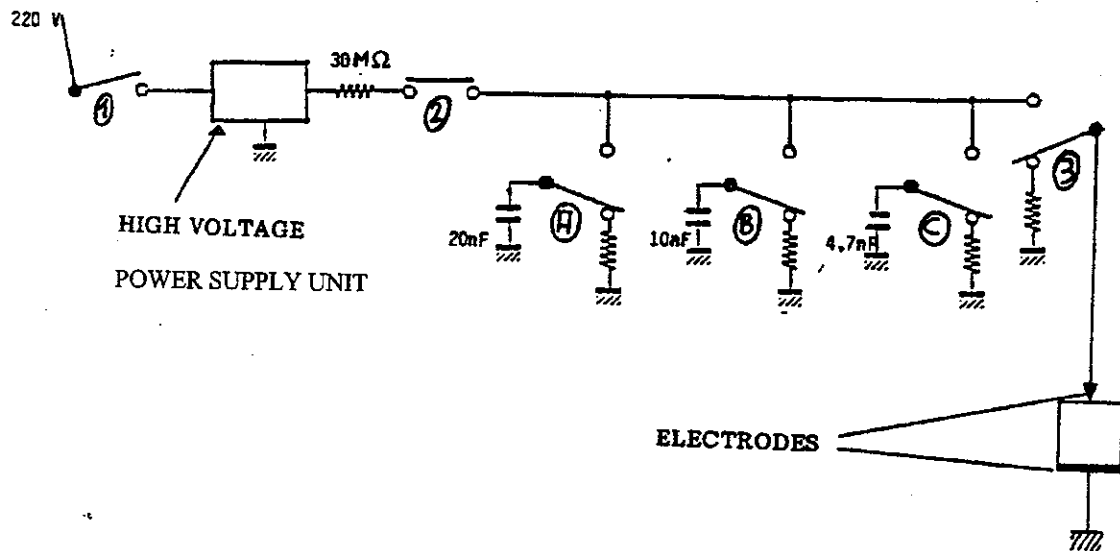 220 V
30MΩ
1
2
3
HIGH VOLTAGE
POWER SUPPLY UNIT
20nF
A
10nF
B
4,7nF
C
ELECTRODES